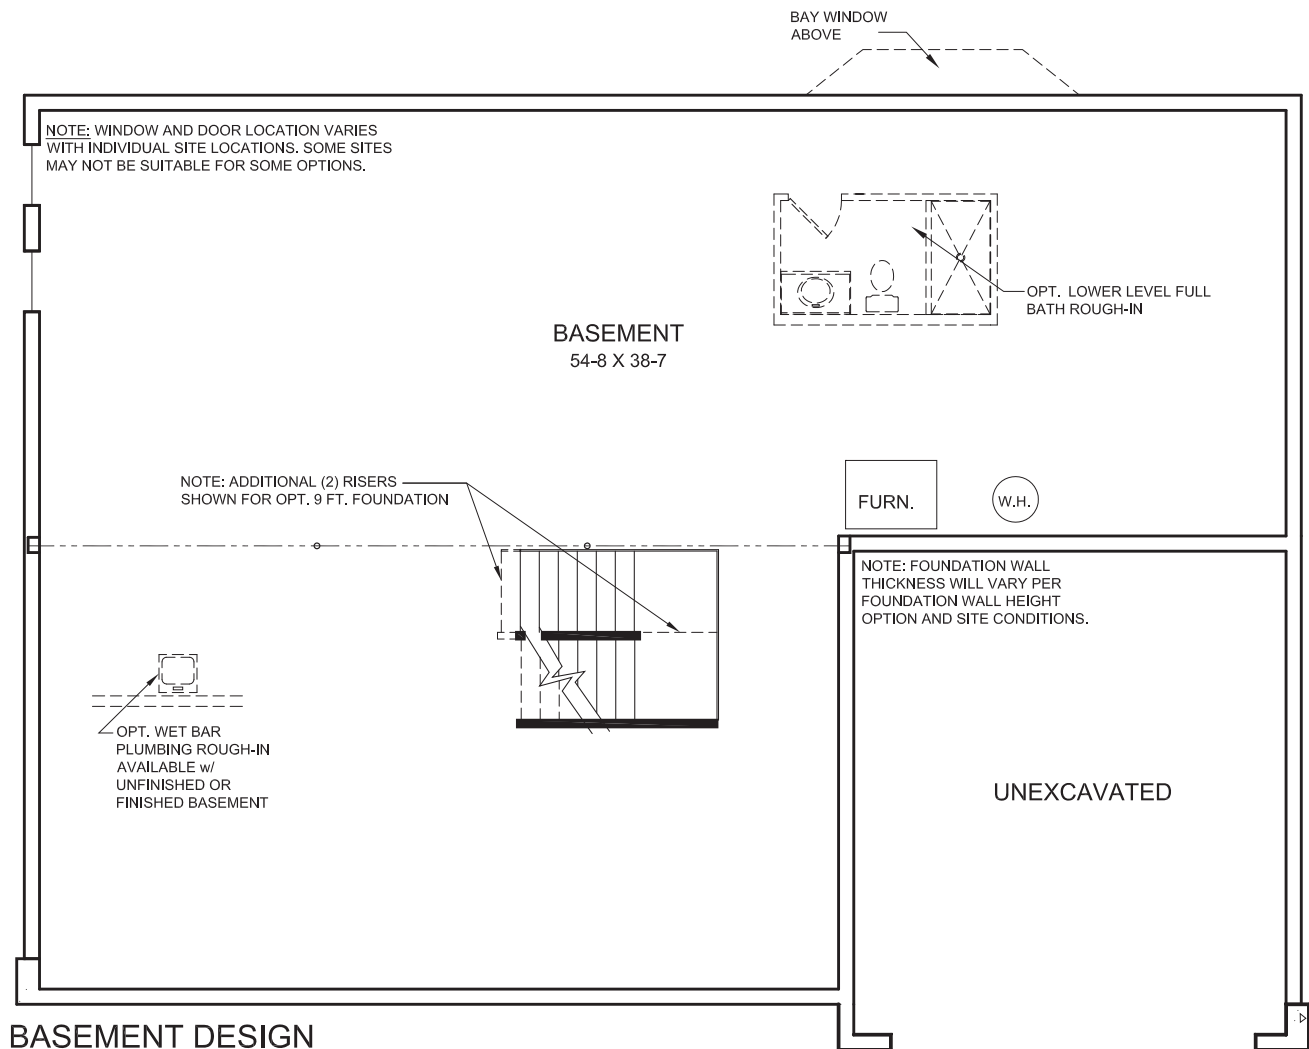 BAY WINDOW
ABOVE
NOTE: WINDOW AND DOOR LOCATION VARIES
WITH INDIVIDUAL SITE LOCATIONS. SOME SITES
MAY NOT BE SUITABLE FOR SOME OPTIONS.
OPT. LOWER LEVEL FULL
BATH ROUGH-IN
BASEMENT
54-8 X 38-7
NOTE: ADDITIONAL (2) RISERS
SHOWN FOR OPT. 9 FT. FOUNDATION
FURN.
W.H.
NOTE: FOUNDATION WALL
THICKNESS WILL VARY PER
FOUNDATION WALL HEIGHT
OPTION AND SITE CONDITIONS.
OPT. WET BAR
PLUMBING ROUGH-IN
AVAILABLE w/
UNFINISHED OR
FINISHED BASEMENT
UNEXCAVATED
BASEMENT DESIGN